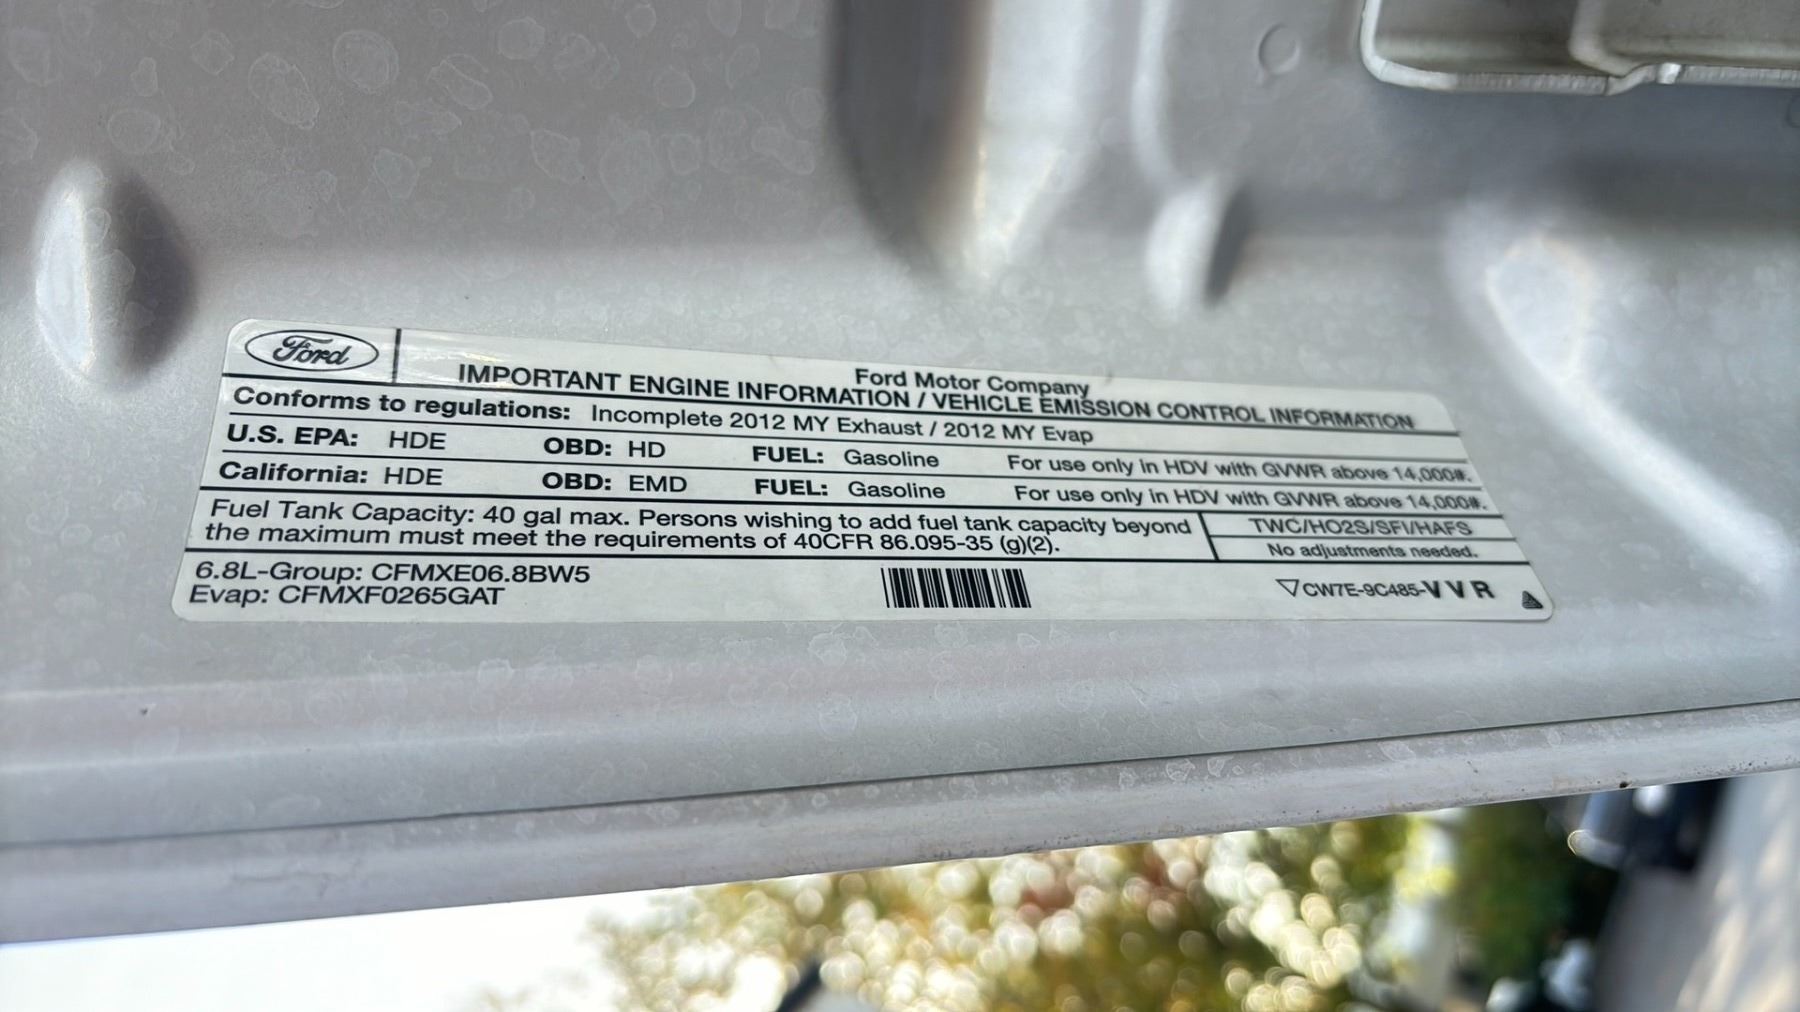 Ford
Ford Motor Company
IMPORTANT ENGINE INFORMATION / VEHICLE EMISSION CONTROL INFORMATION
Conforms to regulations: Incomplete 2012 MY Exhaust / 2012 MY Evap
U.S. EPA: HDE OBD: HD FUEL: Gasoline For use only in HDV with GVWR above 14,000#.
California: HDE OBD: EMD FUEL: Gasoline For use only in HDV with GVWR above 14,000#.
Fuel Tank Capacity: 40 gal max. Persons wishing to add fuel tank capacity beyond
the maximum must meet the requirements of 40CFR 86.095-35 (g)(2).
TWC/HO2S/SFI/HAFS
No adjustments needed.
6.8L-Group: CFMXE06.8BW5
Evap: CFMXF0265GAT
CW7E-9C485-VVR